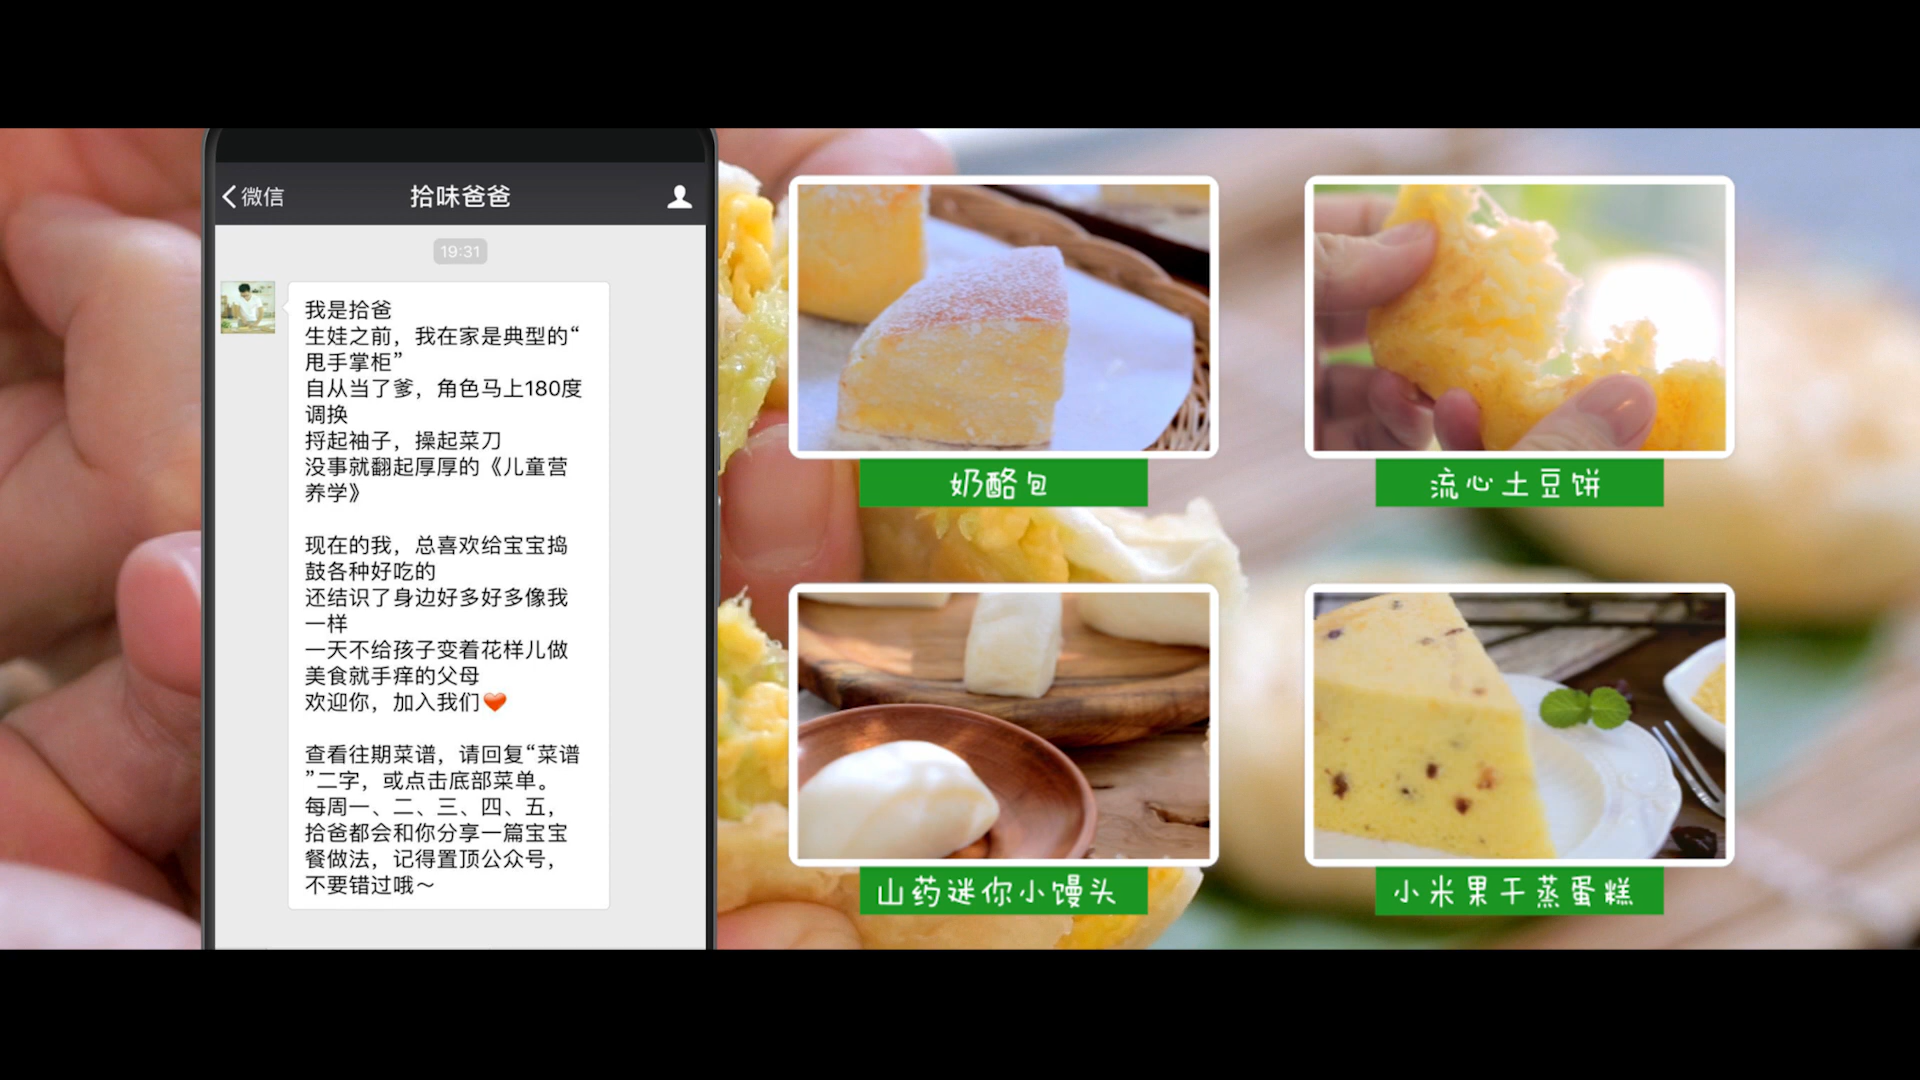 微信
拾味爸爸
19:31
我是拾爸
生娃之前，我在家是典型的“
甩手掌柜”
自从当了爹，角色马上180度
调换
捋起袖子，操起菜刀
没事就翻起厚厚的《儿童营
养学》
现在的我，总喜欢给宝宝捣
鼓各种好吃的
还结识了身边好多好多像我
一样
一天不给孩子变着花样儿做
美食就手痒的父母
欢迎你，加入我们❤️
查看往期菜谱，请回复“菜谱
”二字，或点击底部菜单。
每周一、二、三、四、五，
拾爸都会和你分享一篇宝宝
餐做法，记得置顶公众号，
不要错过哦～
奶酪包
流心土豆饼
山药迷你小馒头
小米果干蒸蛋糕